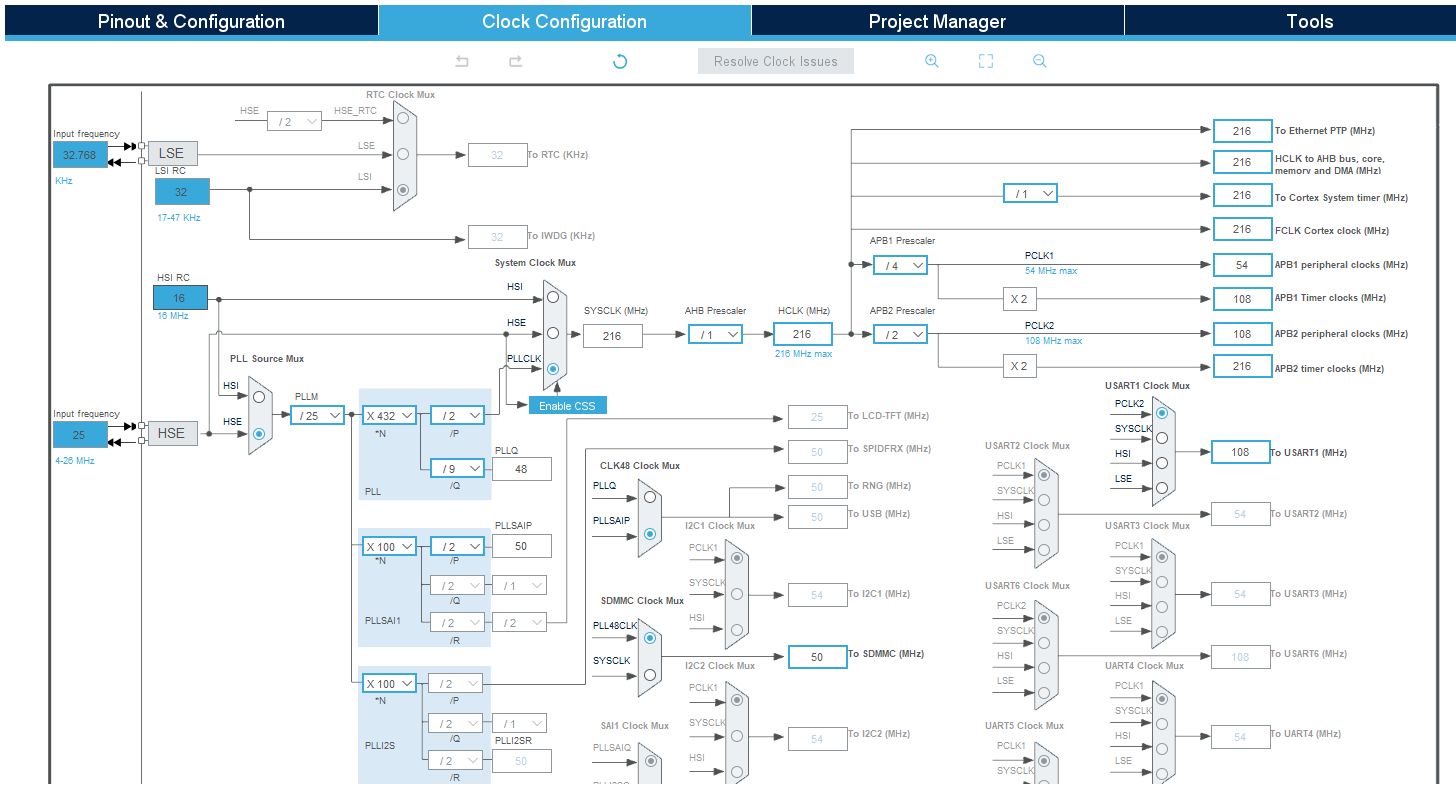 Pinout & Configuration
Clock Configuration
Project Manager
Tools
Resolve Clock Issues
RTC Clock Mux
HSE
/ 2
HSE_RTC
Input frequency
32.768
KHz
LSE
LSE
LSI RC
32
17-47 KHz
LSI
32
To RTC (KHz)
32
To IWDG (KHz)
216
To Ethernet PTP (MHz)
216
HCLK to AHB bus, core,
memory and DMA (MHz)
/ 1
216
To Cortex System timer (MHz)
216
FCLK Cortex clock (MHz)
System Clock Mux
HSI RC
16
16 MHz
HSI
HSE
PLLCLK
SYSCLK (MHz)
216
AHB Prescaler
/ 1
HCLK (MHz)
216
216 MHz max
APB1 Prescaler
/ 4
PCLK1
54 MHz max
54
APB1 peripheral clocks (MHz)
X 2
108
APB1 Timer clocks (MHz)
APB2 Prescaler
/ 2
PCLK2
108 MHz max
108
APB2 peripheral clocks (MHz)
X 2
216
APB2 timer clocks (MHz)
Enable CSS
PLL Source Mux
HSI
HSE
Input frequency
25
4-26 MHz
HSE
PLLM
/ 25
X 432
*N
/ 2
/P
PLLQ
/ 9
48
/Q
PLL
PLLSAIP
X 100
*N
/ 2
50
/P
/ 2
/ 1
/Q
PLLSAI1
/ 2
/ 2
/R
X 100
*N
/ 2
/P
/ 2
/ 1
/Q
PLLI2S
PLLI2SR
/ 2
50
/R
25
To LCD-TFT (MHz)
50
To SPIDFRX (MHz)
CLK48 Clock Mux
PLLQ
PLLSAIP
50
To RNG (MHz)
50
To USB (MHz)
I2C1 Clock Mux
PCLK1
SYSCLK
HSI
54
To I2C1 (MHz)
SDMMC Clock Mux
PLL48CLK
SYSCLK
50
To SDMMC (MHz)
I2C2 Clock Mux
PCLK1
SYSCLK
HSI
54
To I2C2 (MHz)
SAI1 Clock Mux
PLLSAIQ
USART1 Clock Mux
PCLK2
SYSCLK
HSI
LSE
108
To USART1 (MHz)
USART2 Clock Mux
PCLK1
SYSCLK
HSI
LSE
54
To USART2 (MHz)
USART3 Clock Mux
PCLK1
SYSCLK
HSI
LSE
54
To USART3 (MHz)
USART6 Clock Mux
PCLK2
SYSCLK
HSI
LSE
108
To USART6 (MHz)
UART4 Clock Mux
PCLK1
SYSCLK
HSI
LSE
54
To UART4 (MHz)
UART5 Clock Mux
PCLK1
SYSCLK